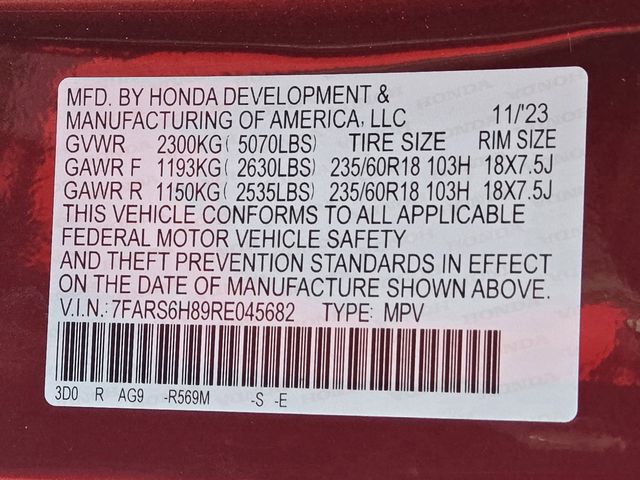 MFD. BY HONDA DEVELOPMENT &
MANUFACTURING OF AMERICA, LLC 11/'23
GVWR 2300KG( 5070LBS) TIRE SIZE RIM SIZE
GAWR F 1193KG( 2630LBS) 235/60R18 103H 18X7.5J
GAWR R 1150KG( 2535LBS) 235/60R18 103H 18X7.5J
THIS VEHICLE CONFORMS TO ALL APPLICABLE
FEDERAL MOTOR VEHICLE SAFETY
AND THEFT PREVENTION STANDARDS IN EFFECT
ON THE DATE OF MANUFACTURE SHOWN ABOVE.
V.I.N.: 7FARS6H89RE045682 TYPE: MPV
3D0 R AG9 -R569M -S -E